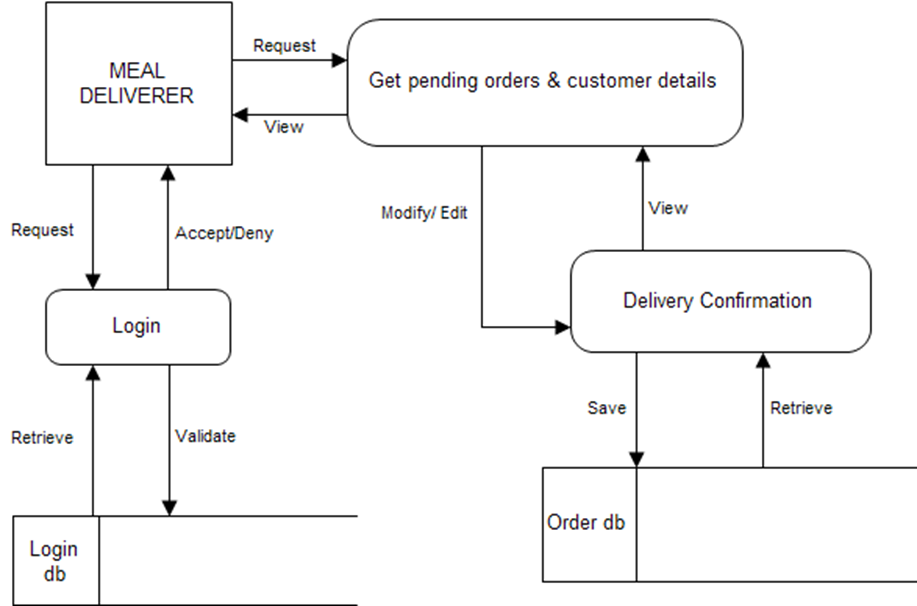 MEAL
DELIVERER
Request
Get pending orders & customer details
View
Request
Accept/Deny
Modify/ Edit
View
Login
Delivery Confirmation
Retrieve
Validate
Save
Retrieve
Login
db
Order db